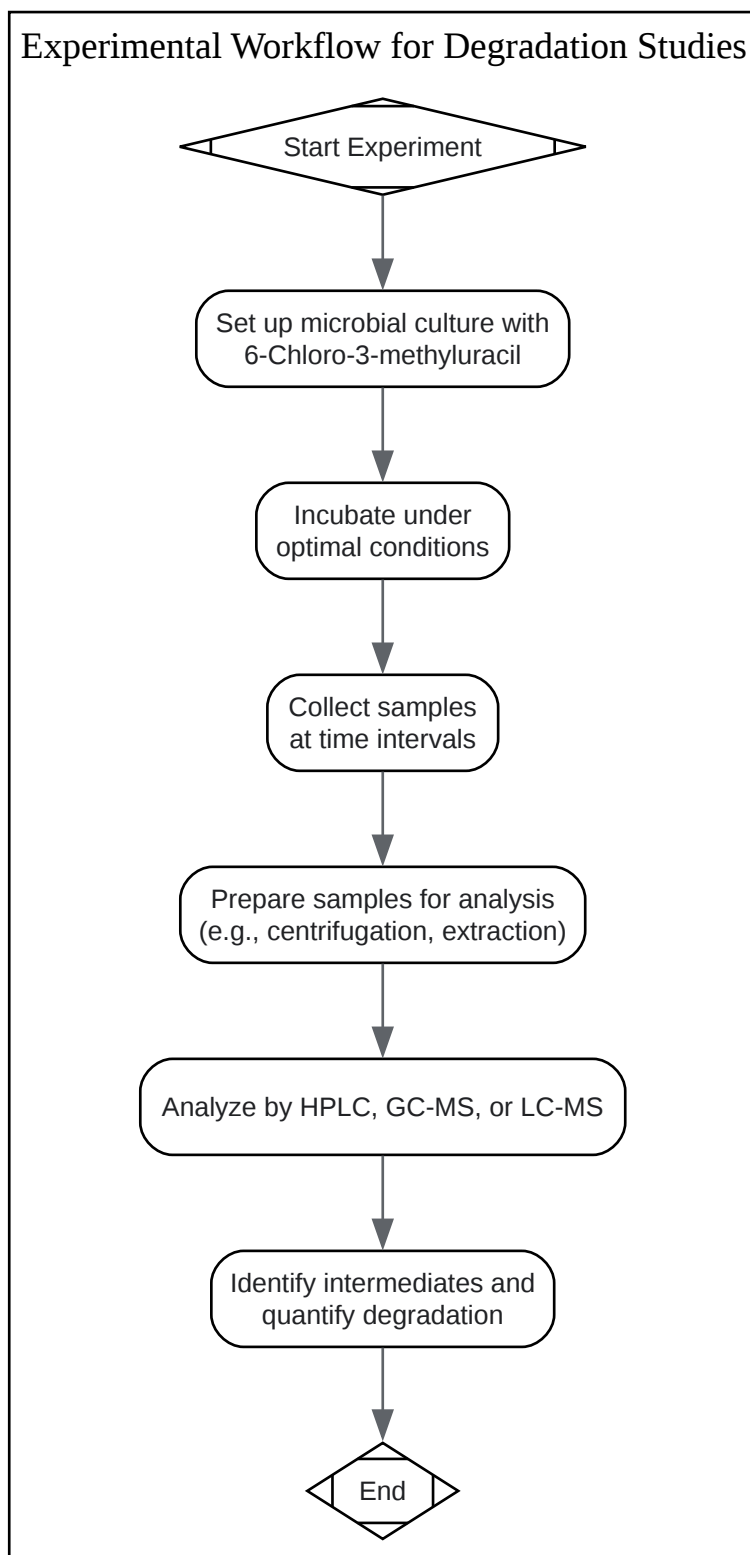 Experimental Workflow for Degradation Studies
Start Experiment
Set up microbial culture with
6-Chloro-3-methyluracil
Incubate under
optimal conditions
Collect samples
at time intervals
Prepare samples for analysis
(e.g., centrifugation, extraction)
Analyze by HPLC, GC-MS, or LC-MS
Identify intermediates and
quantify degradation
End